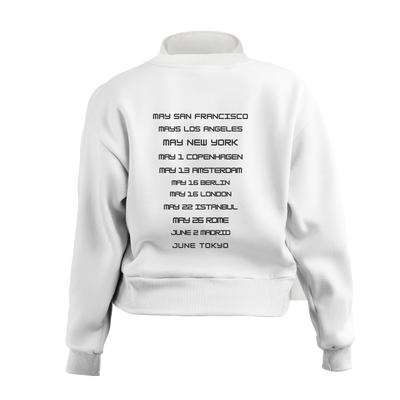 MAY SAN FRANCISCO
MAY5 LOS ANGELES
MAY NEW YORK
MAY 1 COPENHAGEN
MAY 13 AMSTERDAM
MAY 16 BERLIN
MAY 16 LONDON
MAY 22 ISTANBUL
MAY 26 ROME
JUNE 2 MADRID
JUNE TOKYO